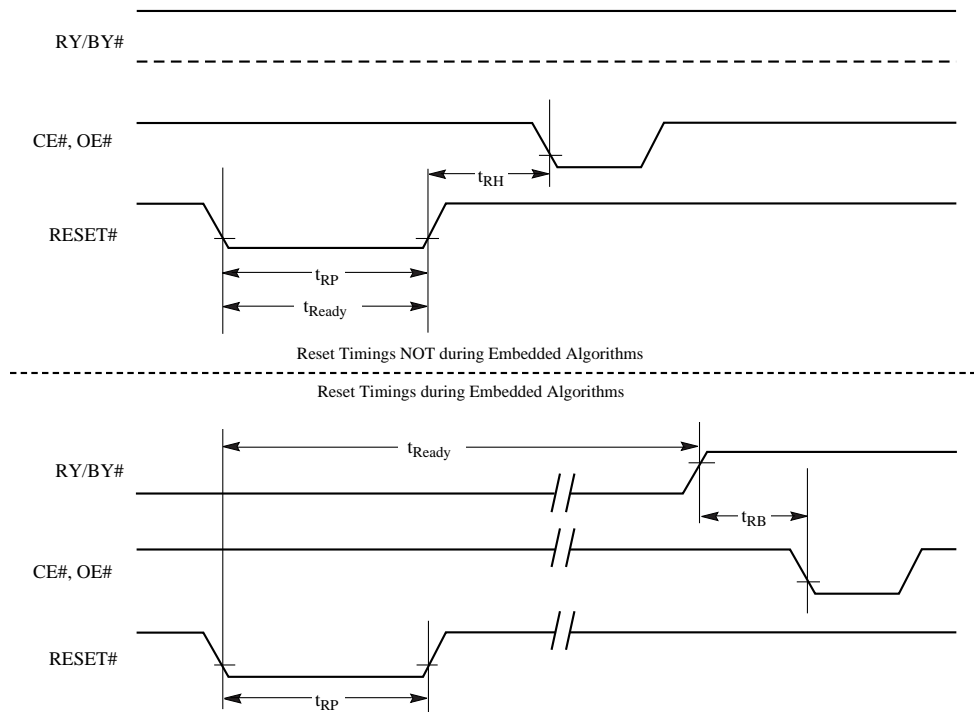 RY/BY#
CE#, OE#
tRH
RESET#
tRP
tReady
Reset Timings NOT during Embedded Algorithms
Reset Timings during Embedded Algorithms
tReady
RY/BY#
tRB
CE#, OE#
RESET#
tRP